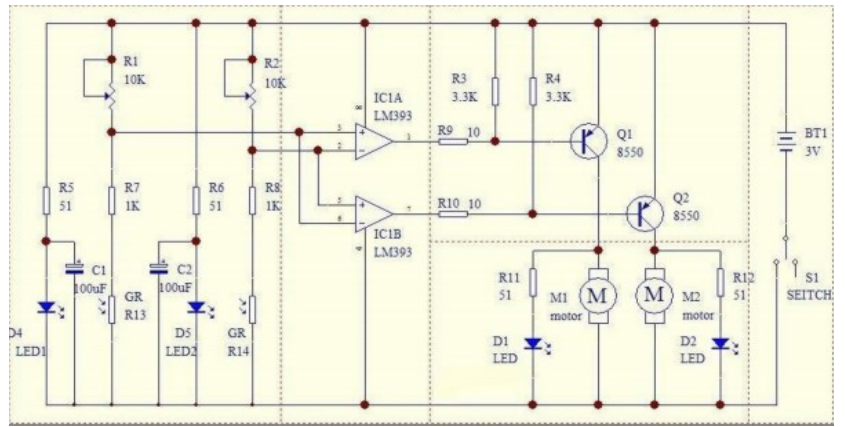 R1
10K
R2
10K
8
IC1A
LM393
3
2
1
R3
3.3K
R4
3.3K
R9 10
Q1
8550
BT1
3V
R5
51
R7
1K
R6
51
R8
1K
5
6
7
IC1B
LM393
4
R10 10
Q2
8550
C1
100uF
C2
100uF
GR
R13
D4
LED1
D5
LED2
GR
R14
R11
51
M
M1
motor
M
M2
motor
R12
51
S1
SEITCH
D1
LED
D2
LED